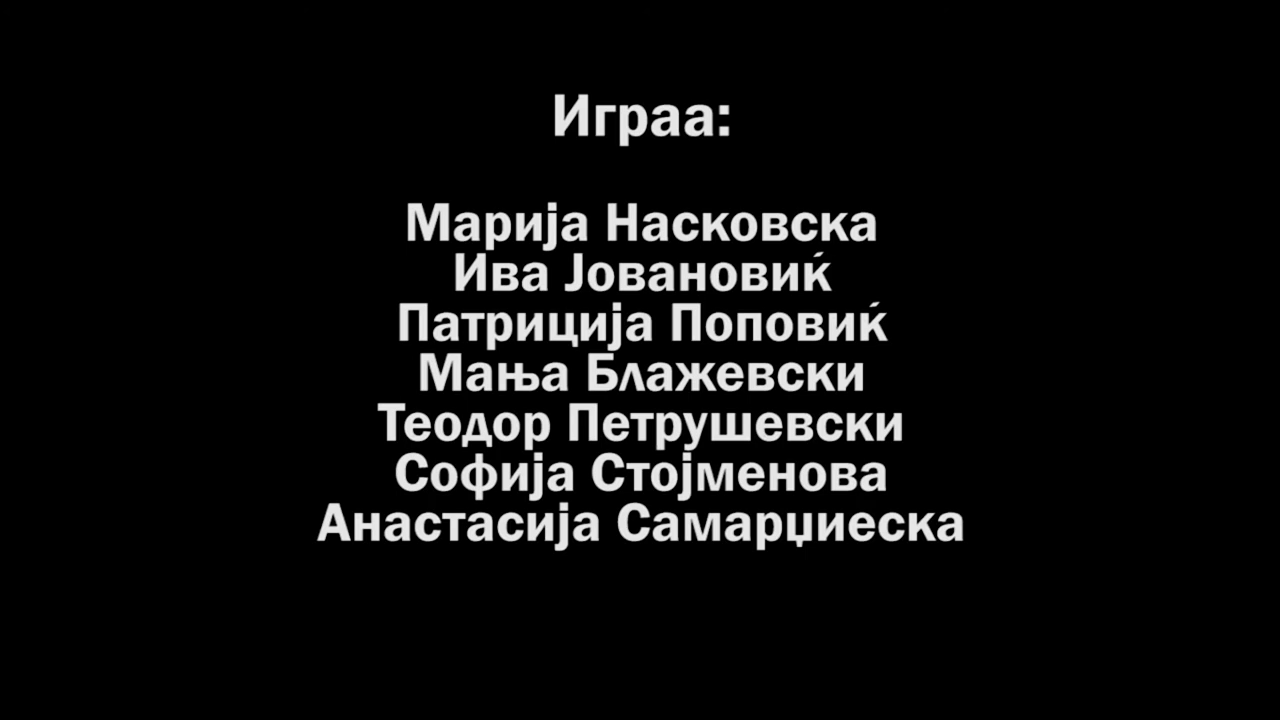 Играа:
Марија Насковска
Ива Јовановиќ
Патриција Поповиќ
Мања Блажевски
Теодор Петрушевски
Софија Стојменова
Анастасија Самарџиеска